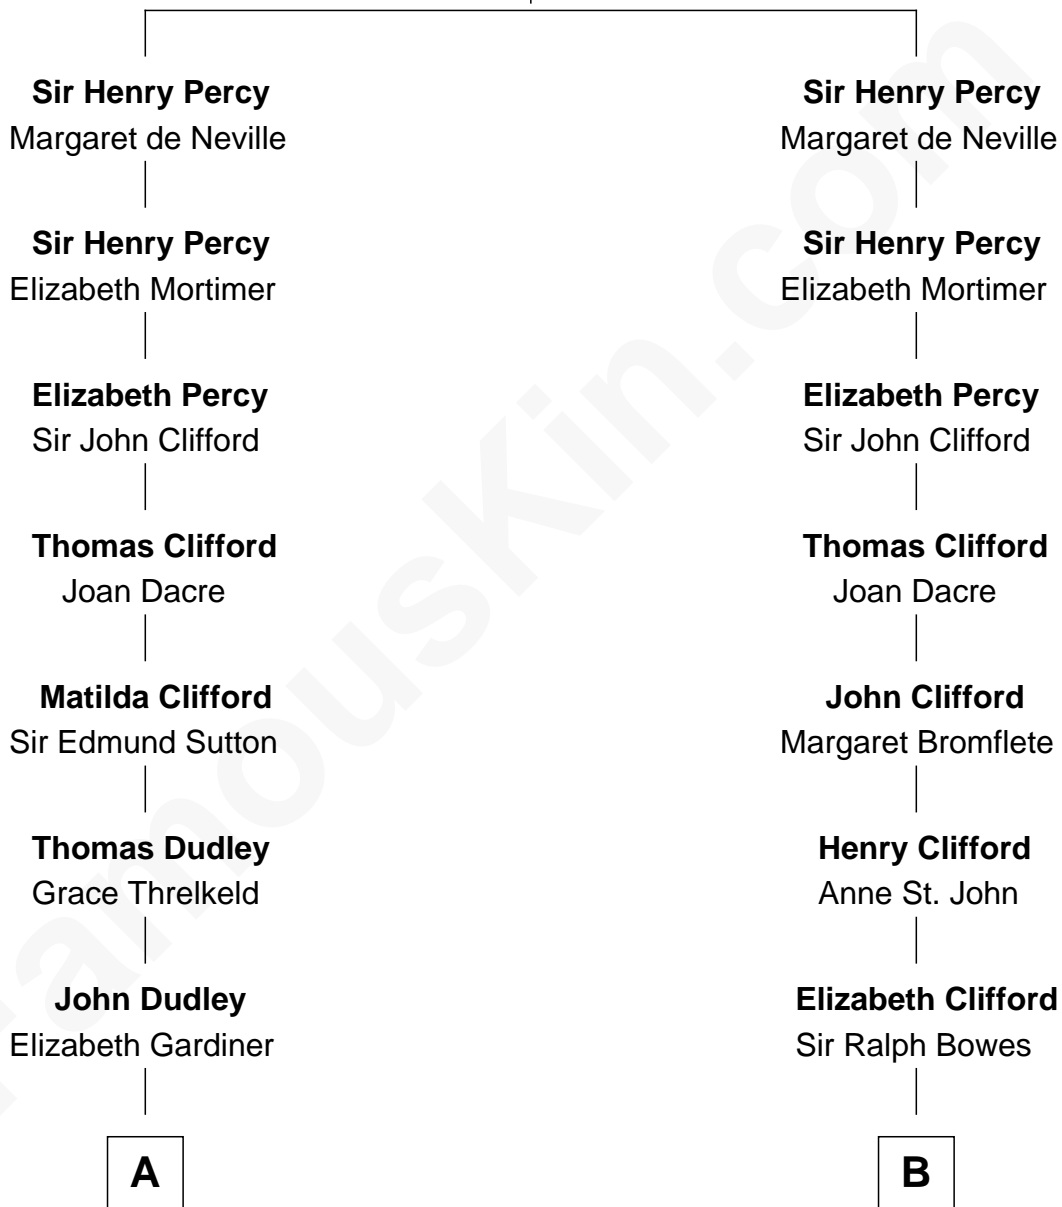 Sir Henry Percy
Margaret de Neville
Sir Henry Percy
Elizabeth Mortimer
Elizabeth Percy
Sir John Clifford
Thomas Clifford
Joan Dacre
Matilda Clifford
Sir Edmund Sutton
Thomas Dudley
Grace Threlkeld
John Dudley
Elizabeth Gardiner
A
Sir Henry Percy
Margaret de Neville
Sir Henry Percy
Elizabeth Mortimer
Elizabeth Percy
Sir John Clifford
Thomas Clifford
Joan Dacre
John Clifford
Margaret Bromflete
Henry Clifford
Anne St. John
Elizabeth Clifford
Sir Ralph Bowes
B
FamousKin.com